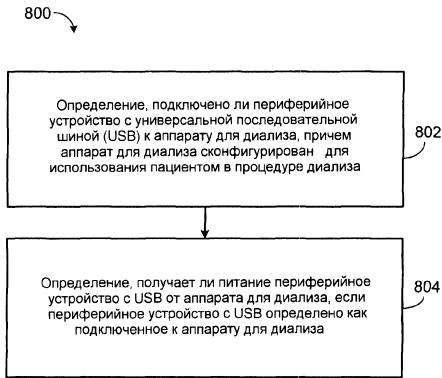 800
Определение, подключено ли периферийное
устройство с универсальной последовательной
шиной (USB) к аппарату для диализа, причем
аппарат для диализа сконфигурирован для
использования пациентом в процедуре диализа
802
Определение, получает ли питание периферийное
устройство с USB от аппарата для диализа, если
периферийное устройство с USB определено как
подключенное к аппарату для диализа
804